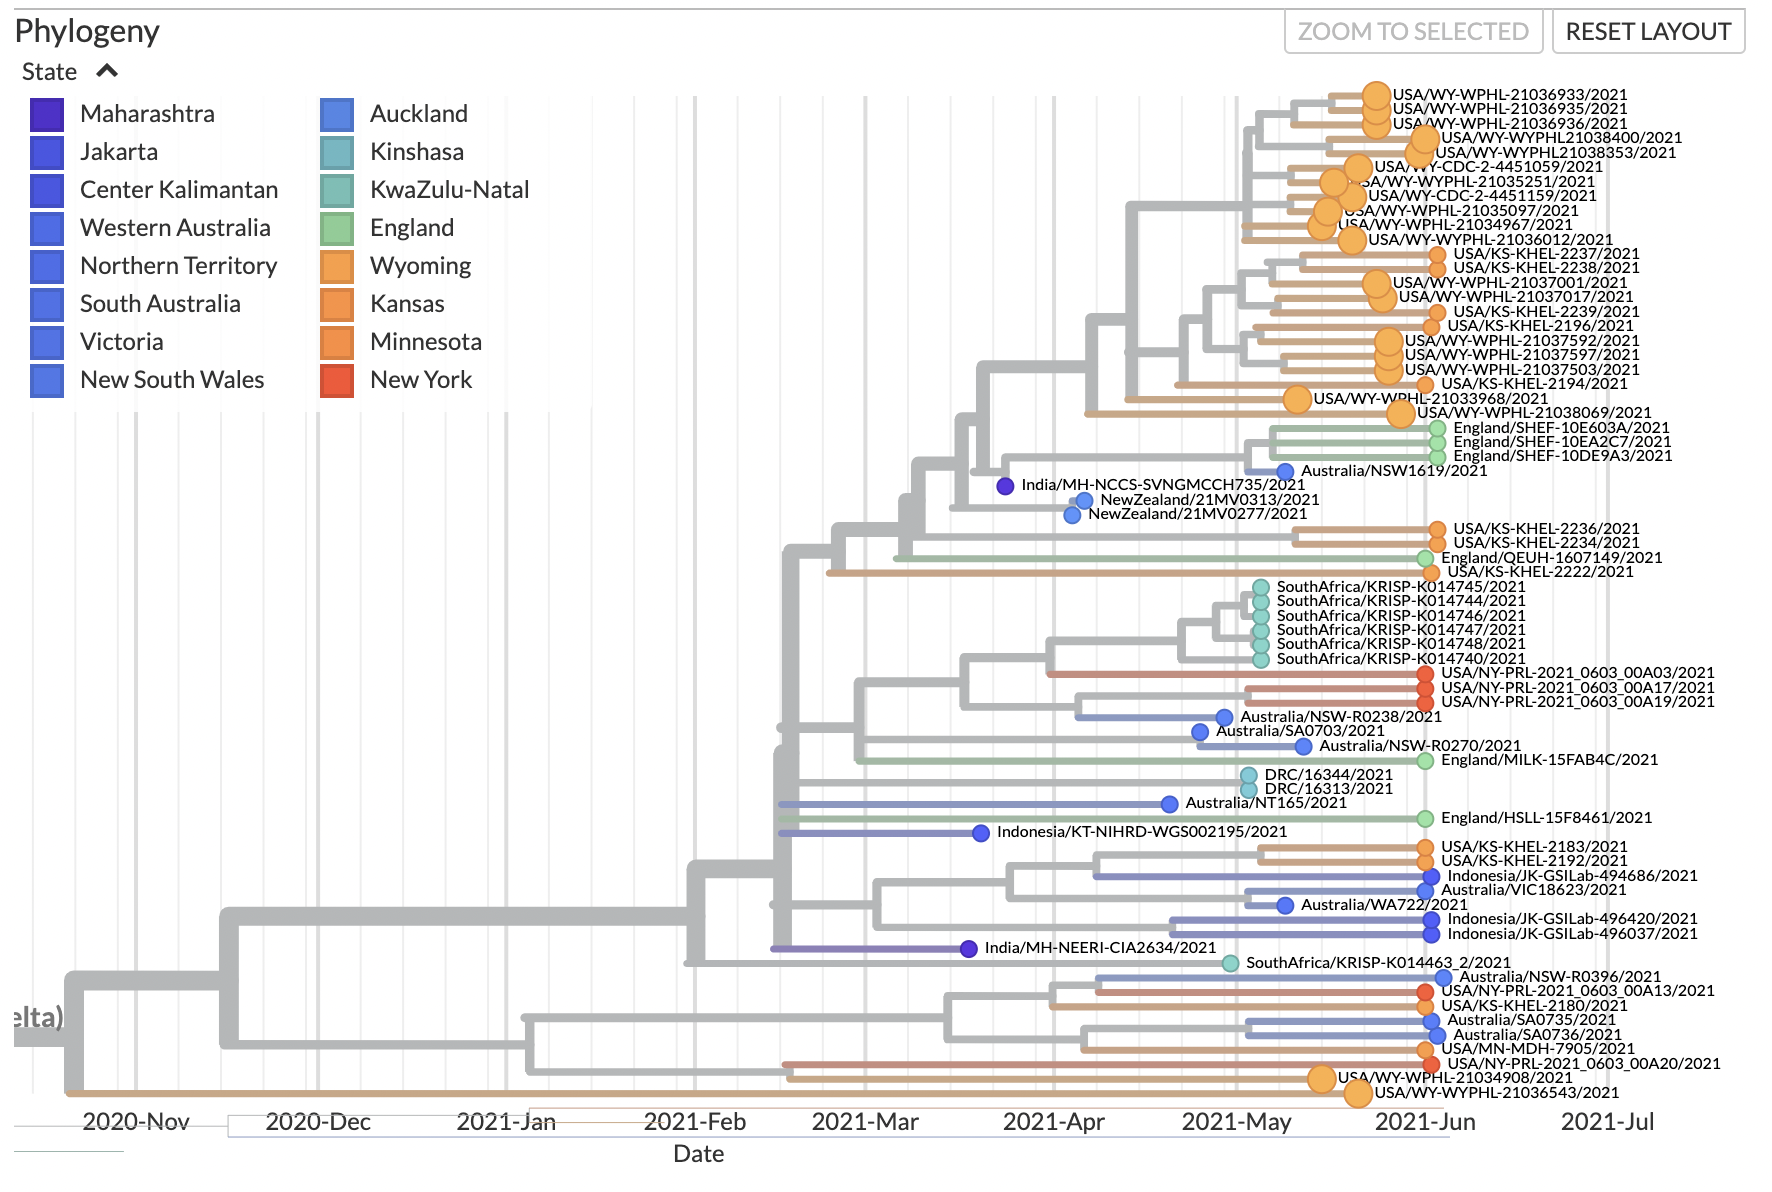 Phylogeny
ZOOM TO SELECTED
RESET LAYOUT
State
Maharashtra
Jakarta
Center Kalimantan
Western Australia
Northern Territory
South Australia
Victoria
New South Wales
Auckland
Kinshasa
KwaZulu-Natal
England
Wyoming
Kansas
Minnesota
New York
USA/WY-WPHL-21036933/2021
USA/WY-WPHL-21036935/2021
USA/WY-WPHL-21036936/2021
USA/WY-WYPHL21038400/2021
USA/WY-WYPHL21038353/2021
USA/WY-CDC-2-4451059/2021
USA/WY-WYPHL-21035251/2021
USA/WY-CDC-2-4451159/2021
USA/WY-WPHL-21035097/2021
USA/WY-WPHL-21034967/2021
USA/WY-WYPHL-21036012/2021
USA/KS-KHEL-2237/2021
USA/KS-KHEL-2238/2021
USA/WY-WPHL-21037001/2021
USA/WY-WPHL-21037017/2021
USA/KS-KHEL-2239/2021
USA/KS-KHEL-2196/2021
USA/WY-WPHL-21037592/2021
USA/WY-WPHL-21037597/2021
USA/WY-WPHL-21037503/2021
USA/KS-KHEL-2194/2021
USA/WY-WPHL-21033968/2021
USA/WY-WPHL-21038069/2021
England/SHEF-10E603A/2021
England/SHEF-10EA2C7/2021
England/SHEF-10DE9A3/2021
Australia/NSW1619/2021
India/MH-NCCS-SVNGMCCH735/2021
NewZealand/21MV0313/2021
NewZealand/21MV0277/2021
USA/KS-KHEL-2236/2021
USA/KS-KHEL-2234/2021
England/QEUH-1607149/2021
USA/KS-KHEL-2222/2021
SouthAfrica/KRISP-K014745/2021
SouthAfrica/KRISP-K014744/2021
SouthAfrica/KRISP-K014746/2021
SouthAfrica/KRISP-K014747/2021
SouthAfrica/KRISP-K014748/2021
SouthAfrica/KRISP-K014740/2021
USA/NY-PRL-2021_0603_00A03/2021
USA/NY-PRL-2021_0603_00A17/2021
USA/NY-PRL-2021_0603_00A19/2021
Australia/NSW-R0238/2021
Australia/SA0703/2021
Australia/NSW-R0270/2021
England/MILK-15FAB4C/2021
DRC/16344/2021
DRC/16313/2021
Australia/NT165/2021
England/HSLL-15F8461/2021
Indonesia/KT-NIHRD-WGS002195/2021
USA/KS-KHEL-2183/2021
USA/KS-KHEL-2192/2021
Indonesia/JK-GSILab-494686/2021
Australia/VIC18623/2021
Australia/WA722/2021
Indonesia/JK-GSILab-496420/2021
Indonesia/JK-GSILab-496037/2021
India/MH-NEERI-CIA2634/2021
SouthAfrica/KRISP-K014463_2/2021
Australia/NSW-R0396/2021
USA/NY-PRL-2021_0603_00A13/2021
USA/KS-KHEL-2180/2021
elta)
Australia/SA0735/2021
Australia/SA0736/2021
USA/MN-MDH-7905/2021
USA/NY-PRL-2021_0603_00A20/2021
USA/WY-WPHL-21034908/2021
USA/WY-WYPHL-21036543/2021
2020-Nov 2020-Dec 2021-Jan 2021-Feb 2021-Mar 2021-Apr 2021-May 2021-Jun 2021-Jul
Date